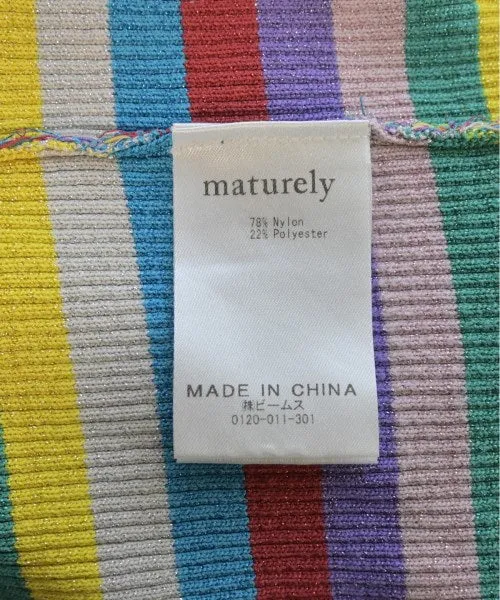 maturely
78% Nylon
22% Polyester
MADE IN CHINA
㈱ビームス
0120-011-301